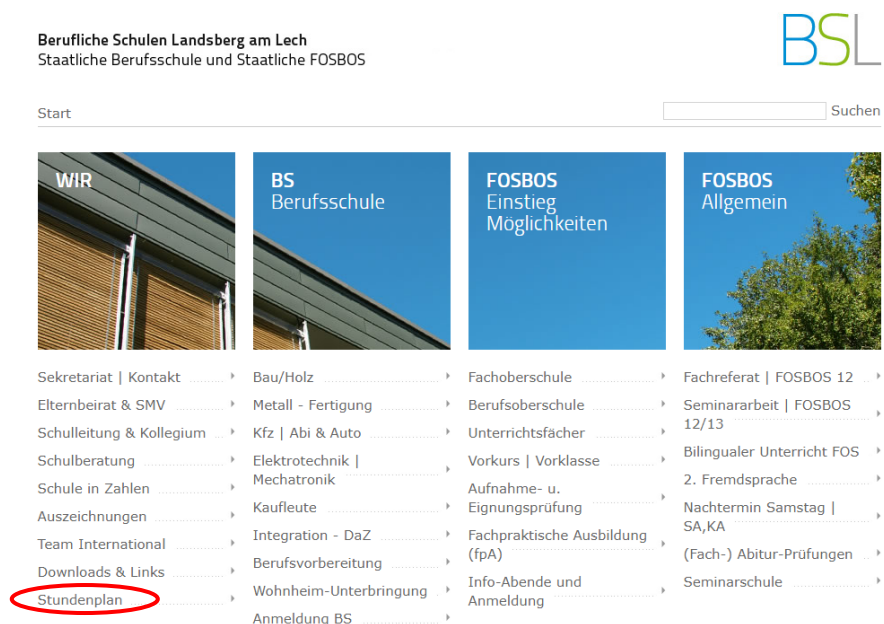 Berufliche Schulen Landsberg am Lech
Staatliche Berufsschule und Staatliche FOSBOS
BSL
Start
Suchen
WIR
BS
Berufsschule
FOSBOS
Einstieg
Möglichkeiten
FOSBOS
Allgemein
Sekretariat | Kontakt
Elternbeirat & SMV
Schulleitung & Kollegium
Schulberatung
Schule in Zahlen
Auszeichnungen
Team International
Downloads & Links
Stundenplan
Bau/Holz
Metall - Fertigung
Kfz | Abi & Auto
Elektrotechnik |
Mechatronik
Kaufleute
Integration - DaZ
Berufsvorbereitung
Wohnheim-Unterbringung
Anmeldung BS
Fachoberschule
Berufsoberschule
Unterrichtsfächer
Vorkurs | Vorklasse
Aufnahme- u.
Eignungsprüfung
Fachpraktische Ausbildung
(fpA)
Info-Abende und
Anmeldung
Fachreferat | FOSBOS 12
Seminararbeit | FOSBOS
12/13
Bilingualer Unterricht FOS
2. Fremdsprache
Nachtermin Samstag |
SA,KA
(Fach-) Abitur-Prüfungen
Seminarschule